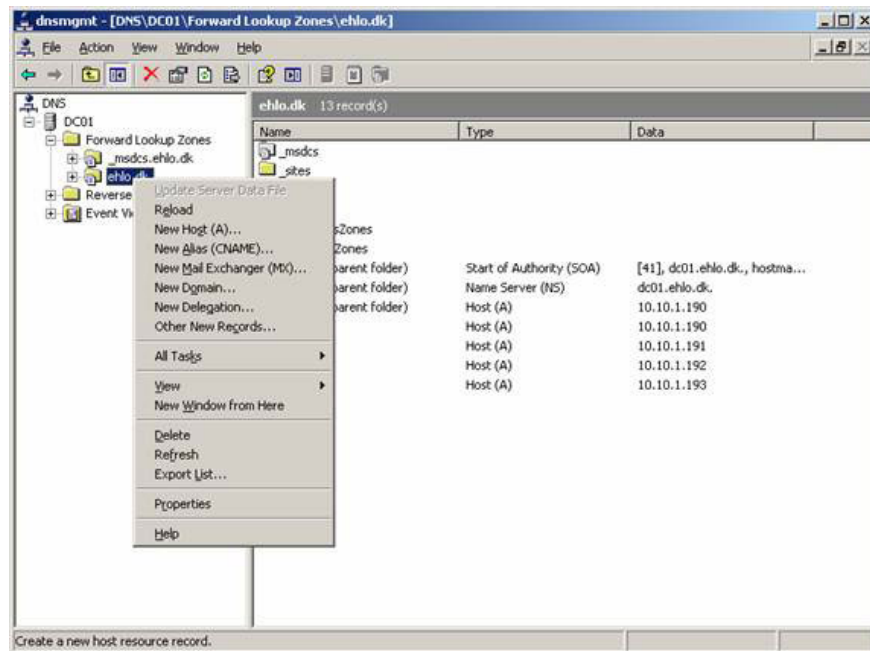 dnsmgmt - [DNS\DC01\Forward Lookup Zones\ehlo.dk]
File Action View Window Help
DNS
DC01
Forward Lookup Zones
_msdcs.ehlo.dk
ehlo.dk
Reverse
Event Vi
ehlo.dk 13 record(s)
Name Type Data
_msdcs
_sites
sZones
Zones
parent folder) Start of Authority (SOA) [41], dc01.ehlo.dk., hostma...
parent folder) Name Server (NS) dc01.ehlo.dk.
parent folder) Host (A) 10.10.1.190
Host (A) 10.10.1.190
Host (A) 10.10.1.191
Host (A) 10.10.1.192
Host (A) 10.10.1.193
Update Server Data File
Reload
New Host (A)...
New Alias (CNAME)...
New Mail Exchanger (MX)...
New Domain...
New Delegation...
Other New Records...
All Tasks
View
New Window from Here
Delete
Refresh
Export List...
Properties
Help
Create a new host resource record.